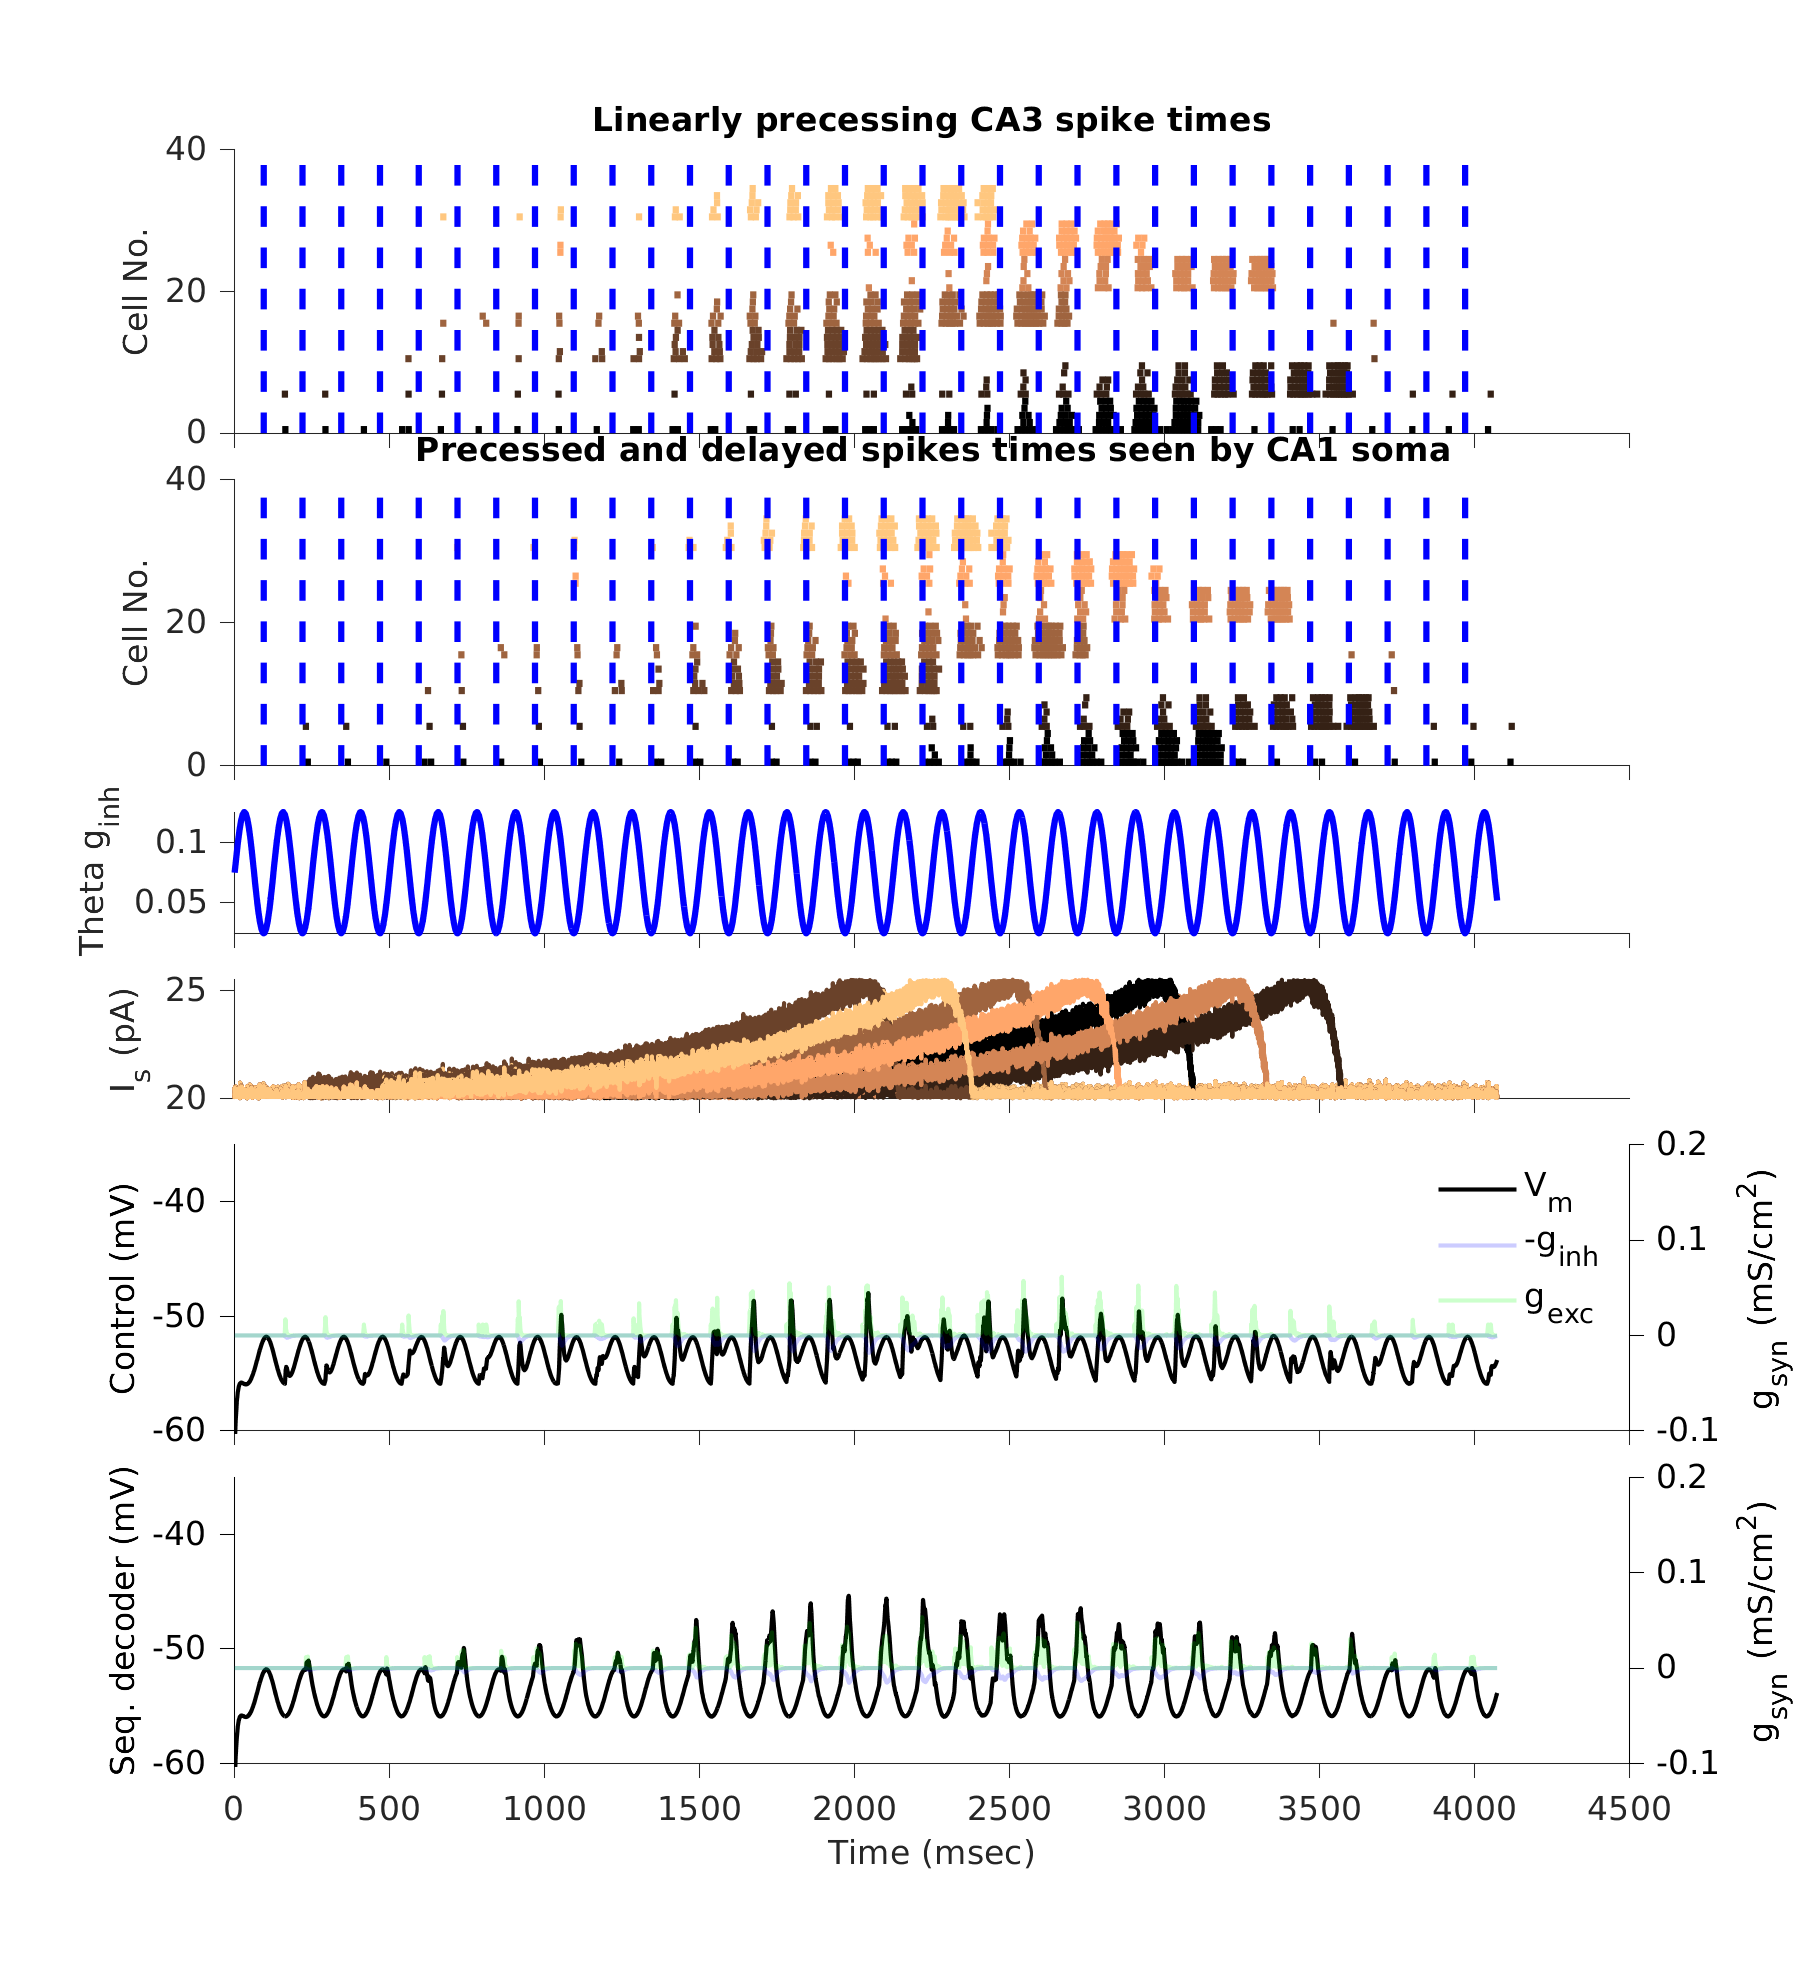 Linearly precessing CA3 spike times
40
20
0
Cell No.
Precessed and delayed spikes times seen by CA1 soma
40
20
0
Cell No.
0.1
0.05
Theta g_inh
25
20
I_s (pA)
-40
-50
-60
Control (mV)
V_m
-g_inh
g_exc
0.2
0.1
0
-0.1
g_syn (mS/cm^2)
-40
-50
-60
Seq. decoder (mV)
0.2
0.1
0
-0.1
g_syn (mS/cm^2)
0 500 1000 1500 2000 2500 3000 3500 4000 4500
Time (msec)